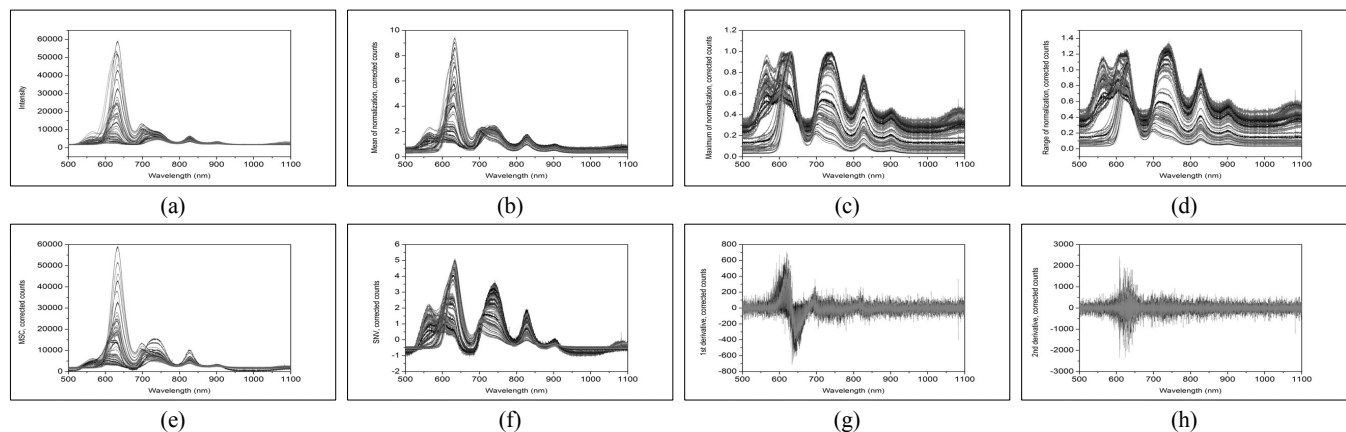 60000
50000
40000
30000
20000
10000
0
Intensity
500 600 700 800 900 1000 1100
Wavelength (nm)
(a)
10
8
6
4
2
0
Mean of normalization, corrected counts
500 600 700 800 900 1000 1100
Wavelength (nm)
(b)
1.2
1.0
0.8
0.6
0.4
0.2
0.0
Maximum of normalization, corrected counts
500 600 700 800 900 1000 1100
Wavelength (nm)
(c)
1.4
1.2
1.0
0.8
0.6
0.4
0.2
0.0
Range of normalization, corrected counts
500 600 700 800 900 1000 1100
Wavelength (nm)
(d)
60000
50000
40000
30000
20000
10000
0
MSC, corrected counts
500 600 700 800 900 1000 1100
Wavelength (nm)
(e)
6
5
4
3
2
1
0
-1
-2
SNV, corrected counts
500 600 700 800 900 1000 1100
Wavelength (nm)
(f)
800
600
400
200
0
-200
-400
-600
-800
1st derivative, corrected counts
500 600 700 800 900 1000 1100
Wavelength (nm)
(g)
3000
2000
1000
0
-1000
-2000
-3000
2nd derivative, corrected counts
500 600 700 800 900 1000 1100
Wavelength (nm)
(h)